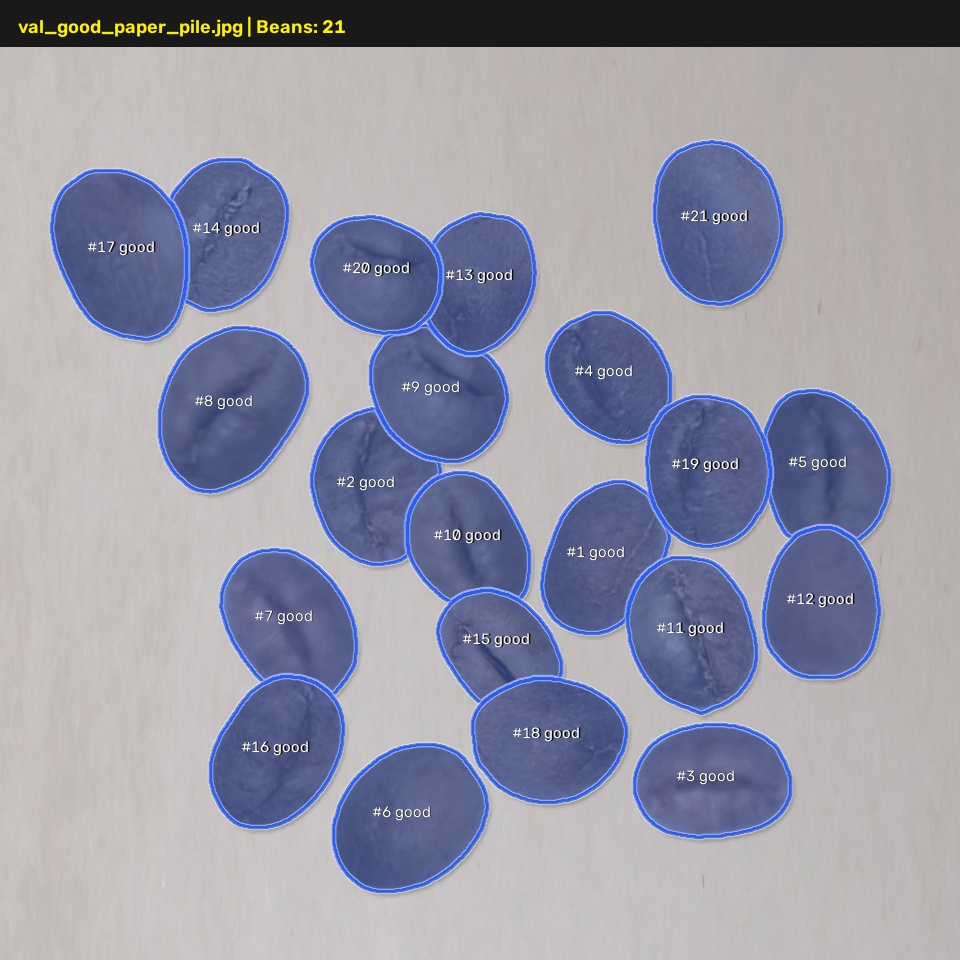 val_good_paper_pile.jpg | Beans: 21
#21 good
#14 good
#17 good
#20 good
#13 good
#4 good
#9 good
#8 good
#5 good
#19 good
#2 good
#10 good
#1 good
#12 good
#7 good
#11 good
#15 good
#18 good
#16 good
#3 good
#6 good